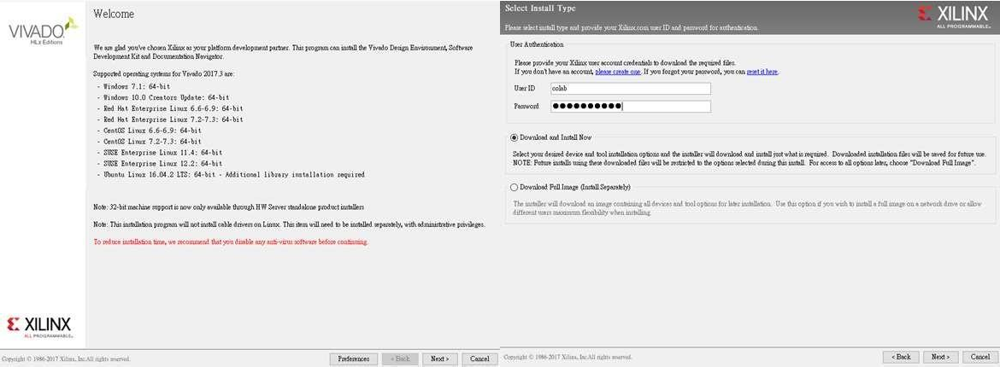 VIVADO
HLx Editions
Welcome
We are glad you've chosen Xilinx as your platform development partner. This program can install the Vivado Design Environment, Software
Development Kit and Documentation Navigator.
Supported operating systems for Vivado 2017.3 are:
- Windows 7.1: 64-bit
- Windows 10.0 Creators Update: 64-bit
- Red Hat Enterprise Linux 6.6-6.9: 64-bit
- Red Hat Enterprise Linux 7.2-7.3: 64-bit
- CentOS Linux 6.6-6.9: 64-bit
- CentOS Linux 7.2-7.3: 64-bit
- SUSE Enterprise Linux 11.4: 64-bit
- SUSE Enterprise Linux 12.2: 64-bit
- Ubuntu Linux 16.04.2 LTS: 64-bit - Additional library installation required
Note: 32-bit machine support is now only available through HW Server standalone product installers
Note: This installation program will not install cable drivers on Linux. This item will need to be installed separately, with administrative privileges.
To reduce installation time, we recommend that you disable any anti-virus software before continuing.
XILINX
ALL PROGRAMMABLE™
Copyright © 1986-2017 Xilinx, Inc. All rights reserved.
Preferences
< Back
Next >
Cancel
Select Install Type
Please select install type and provide your Xilinx.com user ID and password for authentication.
XILINX
ALL PROGRAMMABLE™
User Authentication
Please provide your Xilinx user account credentials to download the required files.
If you don't have an account, please create one. If you forgot your password, you can reset it here.
User ID colab
Password ●●●●●●●●●●
Download and Install Now
Select your desired device and tool installation options and the installer will download and install just what is required. Downloaded installation files will be saved for future use.
NOTE: Future installs using these downloaded files will be restricted to the options selected during this install. For access to all options later, choose "Download Full Image".
Download Full Image (Install Separately)
The installer will download an image containing all devices and tool options for later installation. Use this option if you wish to install a full image on a network drive or allow
different users maximum flexibility when installing.
Copyright © 1986-2017 Xilinx, Inc. All rights reserved.
< Back
Next >
Cancel